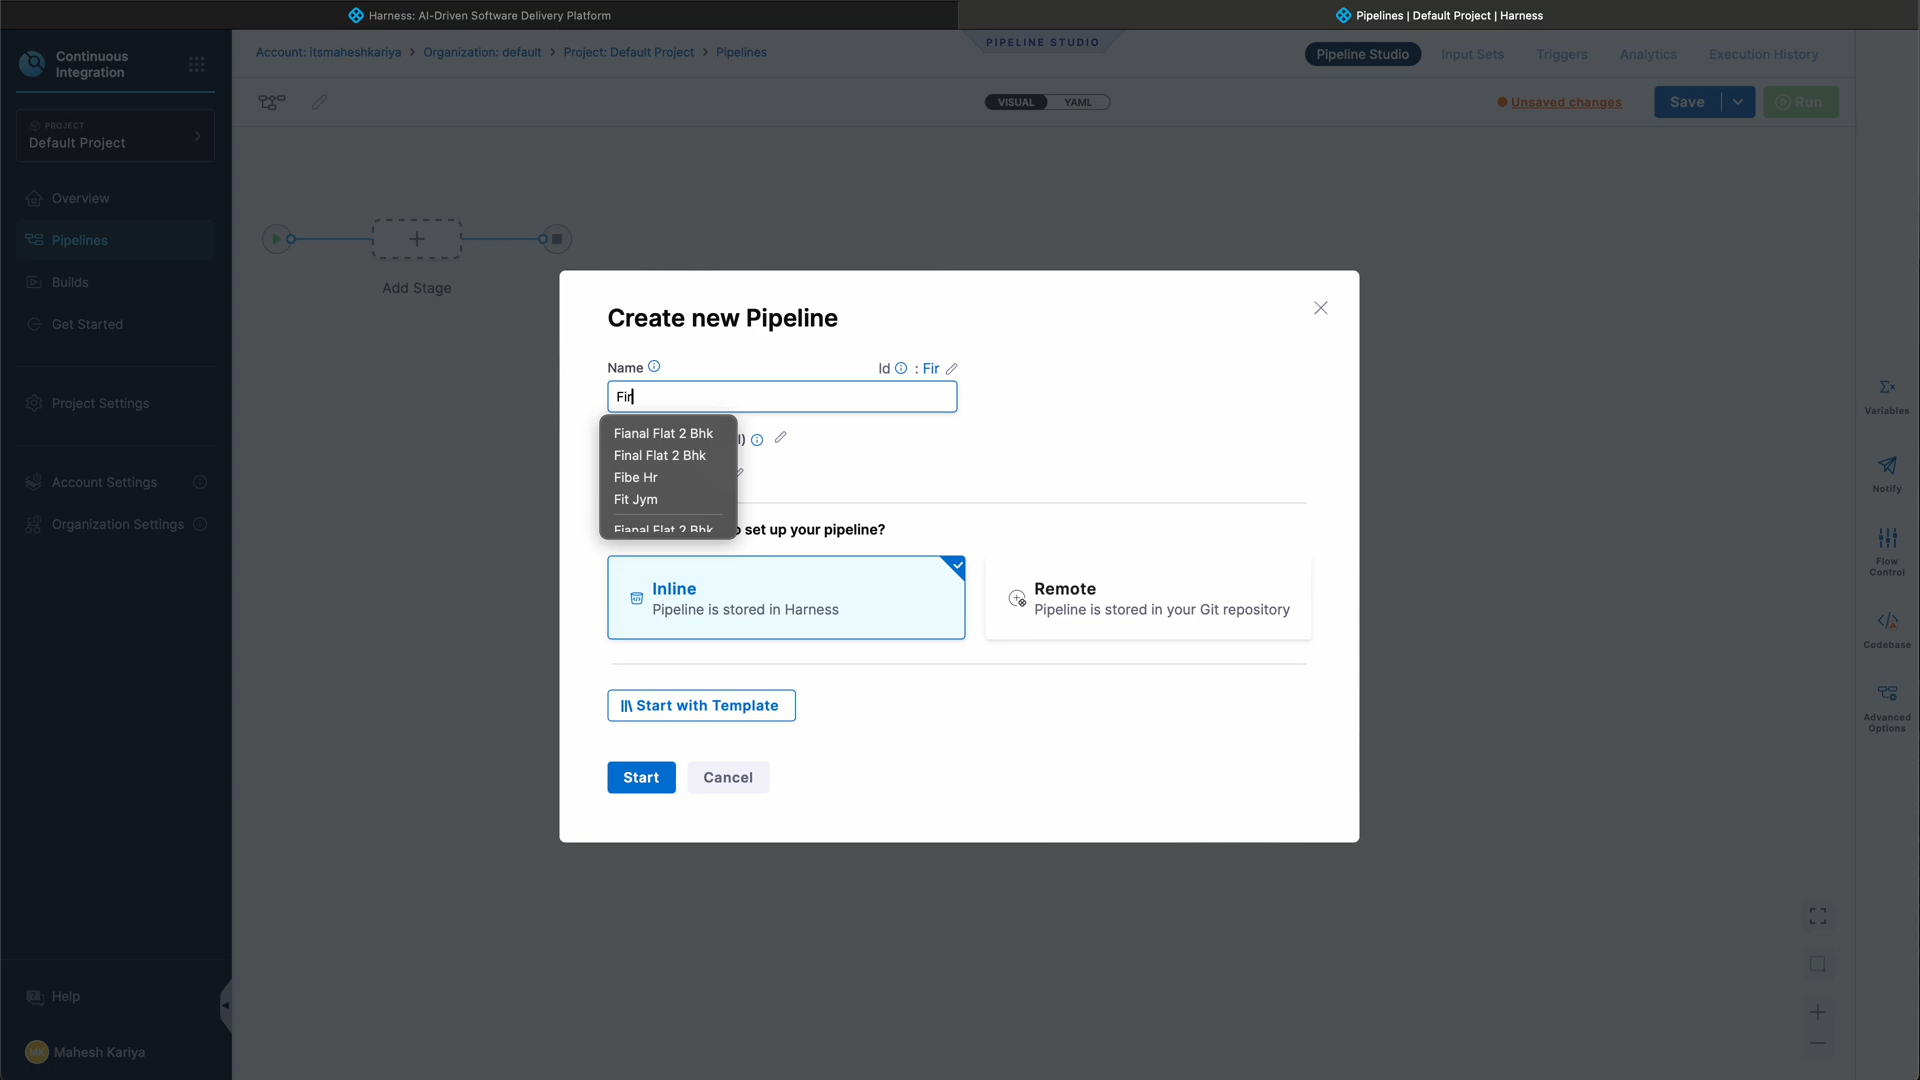 Harness: AI-Driven Software Delivery Platform
Pipelines | Default Project | Harness
Continuous
Integration
Account: itsmaheshkariya > Organization: default > Project: Default Project > Pipelines
PIPELINE STUDIO
Pipeline Studio
Input Sets
Triggers
Analytics
Execution History
VISUAL
YAML
Unsaved changes
Save
Run
PROJECT
Default Project
Overview
Pipelines
Builds
Get Started
Project Settings
Account Settings
Organization Settings
Help
MK Mahesh Kariya
Add Stage
Create new Pipeline
Name
Id : Fir
Fir
Fianal Flat 2 Bhk
Final Flat 2 Bhk
Fibe Hr
Fit Jym
Fianal Flat 2 Bhk
set up your pipeline?
Inline
Pipeline is stored in Harness
Remote
Pipeline is stored in your Git repository
Start with Template
Start
Cancel
Variables
Notify
Flow
Control
Codebase
Advanced
Options